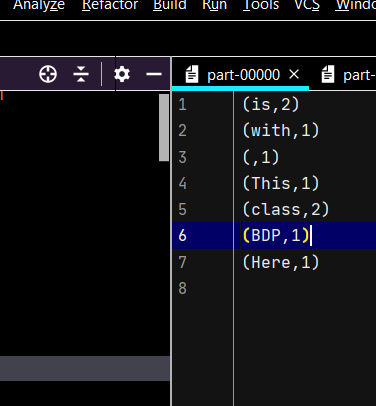 Analyze Refactor Build Run Tools VCS
part-00000 part-
1 (is,2)
2 (with,1)
3 (,1)
4 (This,1)
5 (class,2)
6 (BDP,1)
7 (Here,1)
8